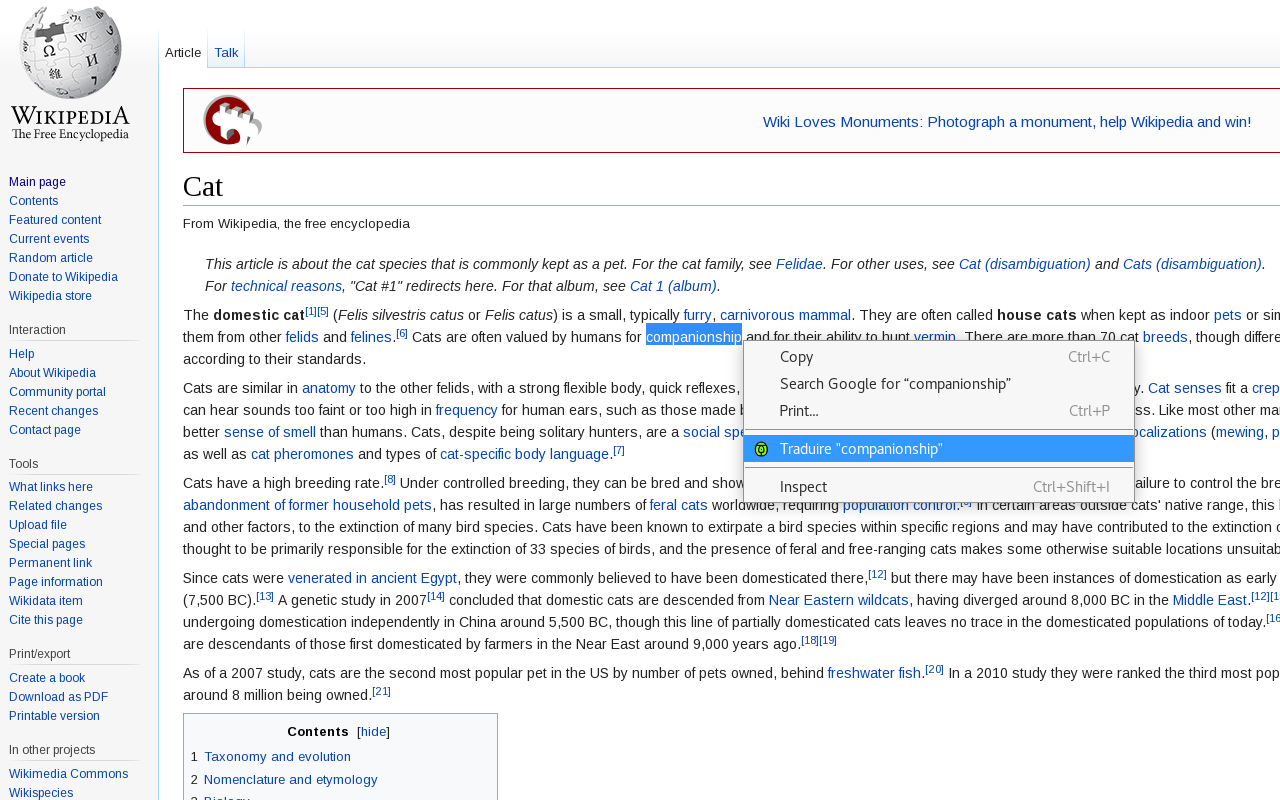 WIKIPEDIA
The Free Encyclopedia
Main page
Contents
Featured content
Current events
Random article
Donate to Wikipedia
Wikipedia store
Interaction
Help
About Wikipedia
Community portal
Recent changes
Contact page
Tools
What links here
Related changes
Upload file
Special pages
Permanent link
Page information
Wikidata item
Cite this page
Print/export
Create a book
Download as PDF
Printable version
In other projects
Wikimedia Commons
Wikispecies
Article Talk
Wiki Loves Monuments: Photograph a monument, help Wikipedia and win!
Cat
From Wikipedia, the free encyclopedia
This article is about the cat species that is commonly kept as a pet. For the cat family, see Felidae. For other uses, see Cat (disambiguation) and Cats (disambiguation).
For technical reasons, "Cat #1" redirects here. For that album, see Cat 1 (album).
The domestic cat[1][5] (Felis silvestris catus or Felis catus) is a small, typically furry, carnivorous mammal. They are often called house cats when kept as indoor pets or sim
them from other felids and felines.[6] Cats are often valued by humans for companionship and for their ability to hunt vermin. There are more than 70 cat breeds, though differe
according to their standards.
Cats are similar in anatomy to the other felids, with a strong flexible body, quick reflexes, y. Cat senses fit a crep
can hear sounds too faint or too high in frequency for human ears, such as those made b ss. Like most other ma
better sense of smell than humans. Cats, despite being solitary hunters, are a social spe ocalizations (mewing, p
as well as cat pheromones and types of cat-specific body language.[7]
Cats have a high breeding rate.[8] Under controlled breeding, they can be bred and show ailure to control the bre
abandonment of former household pets, has resulted in large numbers of feral cats worldwide, requiring population control. In certain areas outside cats' native range, this
and other factors, to the extinction of many bird species. Cats have been known to extirpate a bird species within specific regions and may have contributed to the extinction o
thought to be primarily responsible for the extinction of 33 species of birds, and the presence of feral and free-ranging cats makes some otherwise suitable locations unsuitab
Since cats were venerated in ancient Egypt, they were commonly believed to have been domesticated there,[12] but there may have been instances of domestication as early
(7,500 BC).[13] A genetic study in 2007[14] concluded that domestic cats are descended from Near Eastern wildcats, having diverged around 8,000 BC in the Middle East.[12][1
undergoing domestication independently in China around 5,500 BC, though this line of partially domesticated cats leaves no trace in the domesticated populations of today.[16
are descendants of those first domesticated by farmers in the Near East around 9,000 years ago.[18][19]
As of a 2007 study, cats are the second most popular pet in the US by number of pets owned, behind freshwater fish.[20] In a 2010 study they were ranked the third most pop
around 8 million being owned.[21]
Contents [hide]
1 Taxonomy and evolution
2 Nomenclature and etymology
Copy Ctrl+C
Search Google for “companionship”
Print... Ctrl+P
Traduire "companionship"
Inspect Ctrl+Shift+I